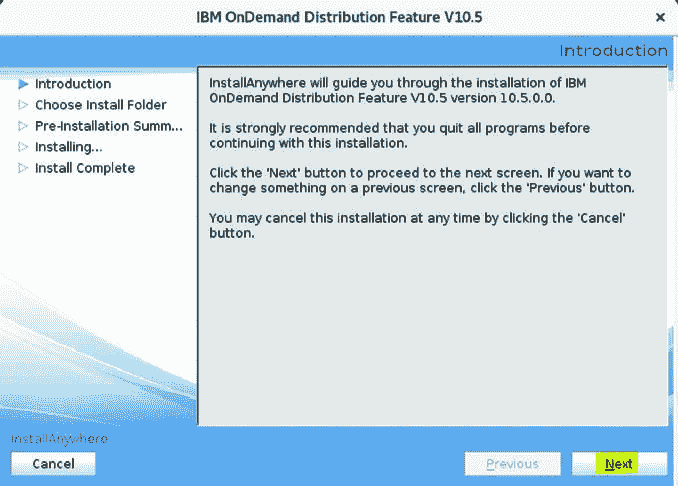 IBM OnDemand Distribution Feature V10.5
Introduction
Introduction
Choose Install Folder
Pre-Installation Summ...
Installing...
Install Complete
InstallAnywhere will guide you through the installation of IBM
OnDemand Distribution Feature V10.5 version 10.5.0.0.
It is strongly recommended that you quit all programs before
continuing with this installation.
Click the 'Next' button to proceed to the next screen. If you want to
change something on a previous screen, click the 'Previous' button.
You may cancel this installation at any time by clicking the 'Cancel'
button.
InstallAnywhere
Cancel
Previous
Next